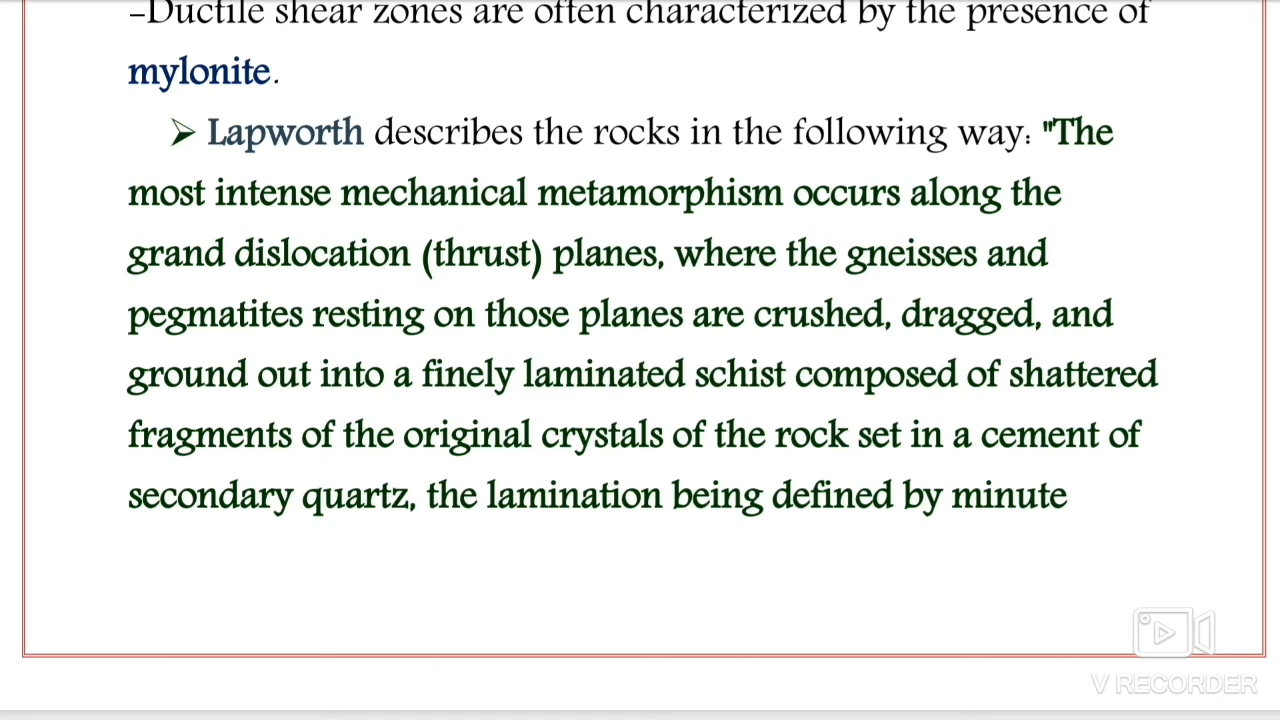 -Ductile shear zones are often characterized by the presence of
mylonite.
➢ Lapworth describes the rocks in the following way: "The
most intense mechanical metamorphism occurs along the
grand dislocation (thrust) planes, where the gneisses and
pegmatites resting on those planes are crushed, dragged, and
ground out into a finely laminated schist composed of shattered
fragments of the original crystals of the rock set in a cement of
secondary quartz, the lamination being defined by minute
V RECORDER